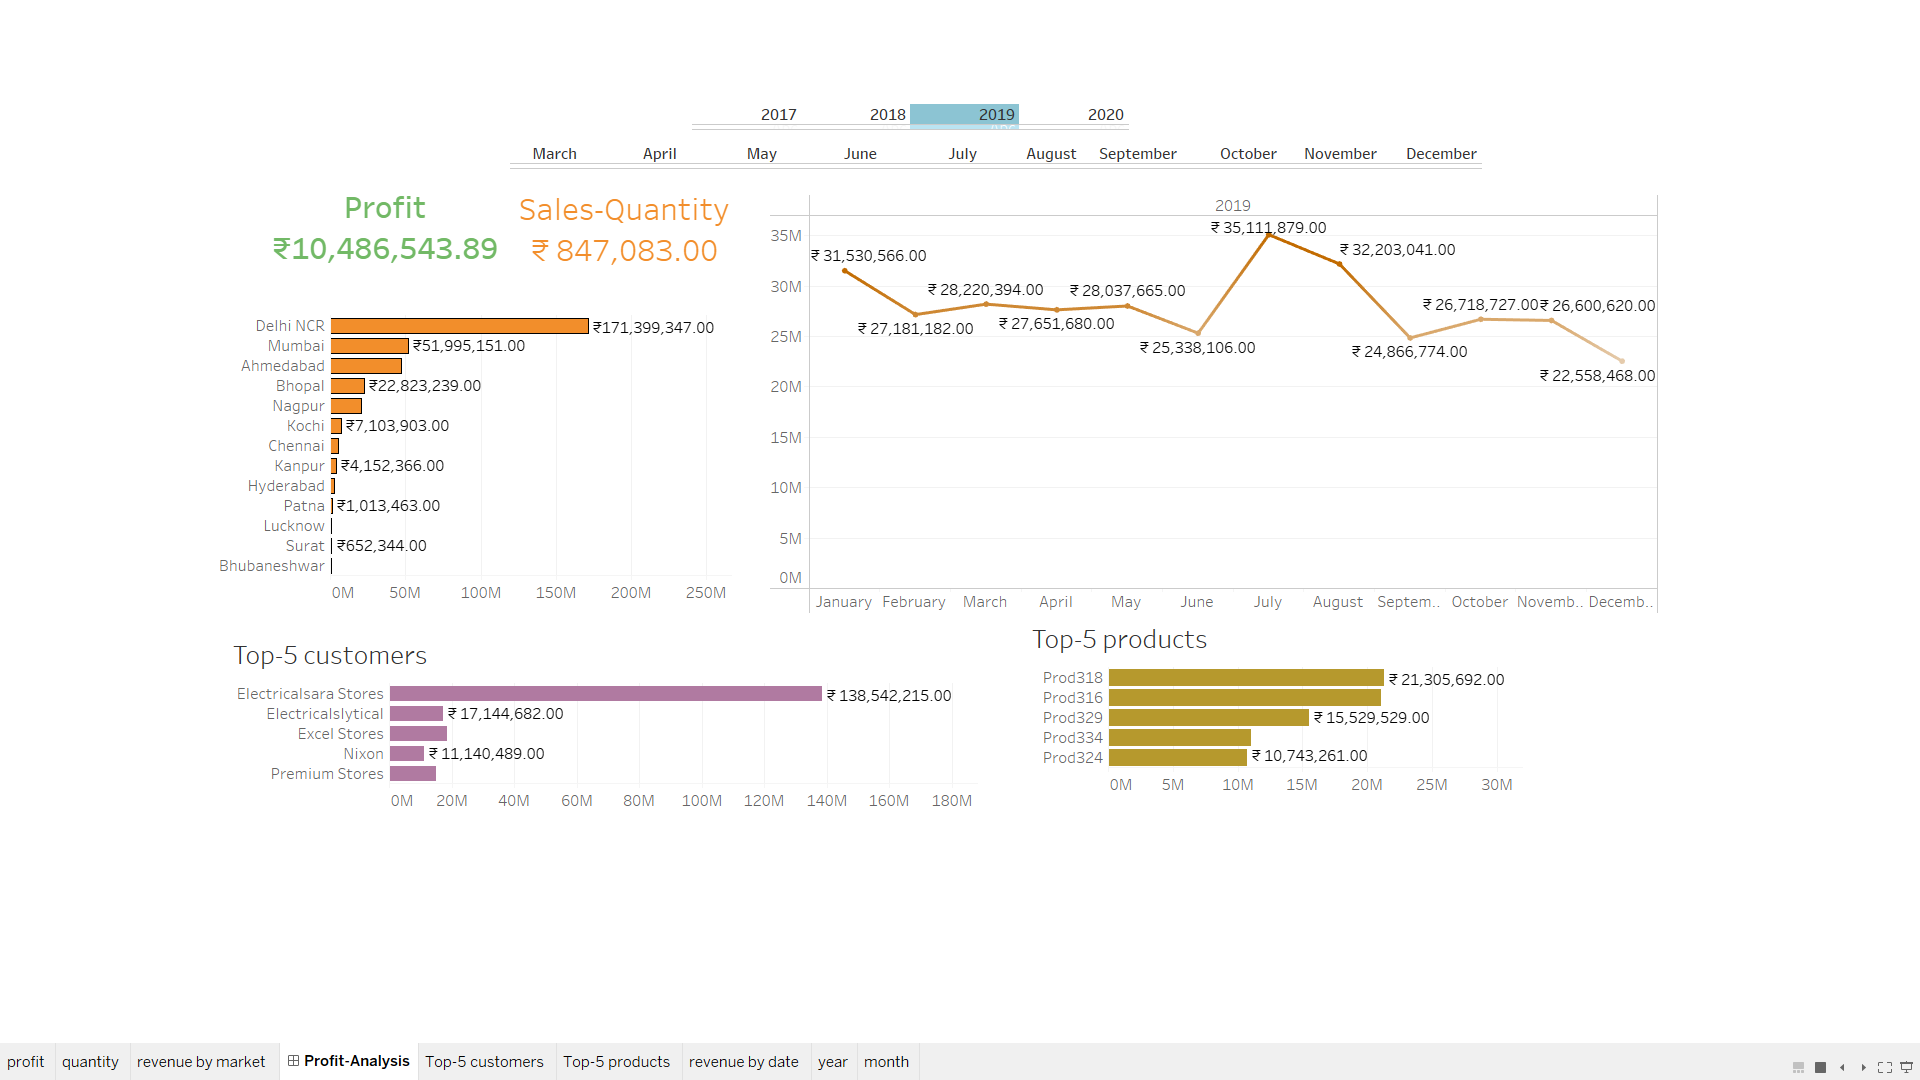 2017 2018 2019 2020
March April May June July August September October November December
Profit
₹10,486,543.89
Sales-Quantity
₹ 847,083.00
Delhi NCR ₹171,399,347.00
Mumbai ₹51,995,151.00
Ahmedabad
Bhopal ₹22,823,239.00
Nagpur
Kochi ₹7,103,903.00
Chennai
Kanpur ₹4,152,366.00
Hyderabad
Patna ₹1,013,463.00
Lucknow
Surat ₹652,344.00
Bhubaneshwar
0M 50M 100M 150M 200M 250M
2019
35M
30M
25M
20M
15M
10M
5M
0M
₹ 31,530,566.00
₹ 27,181,182.00
₹ 28,220,394.00
₹ 27,651,680.00
₹ 28,037,665.00
₹ 25,338,106.00
₹ 35,111,879.00
₹ 32,203,041.00
₹ 24,866,774.00
₹ 26,718,727.00
₹ 26,600,620.00
₹ 22,558,468.00
January February March April May June July August Septem.. October Novemb.. Decemb..
Top-5 customers
Electricalsara Stores ₹ 138,542,215.00
Electricalslytical ₹ 17,144,682.00
Excel Stores
Nixon ₹ 11,140,489.00
Premium Stores
0M 20M 40M 60M 80M 100M 120M 140M 160M 180M
Top-5 products
Prod318 ₹ 21,305,692.00
Prod316
Prod329 ₹ 15,529,529.00
Prod334
Prod324 ₹ 10,743,261.00
0M 5M 10M 15M 20M 25M 30M
profit quantity revenue by market Profit-Analysis Top-5 customers Top-5 products revenue by date year month